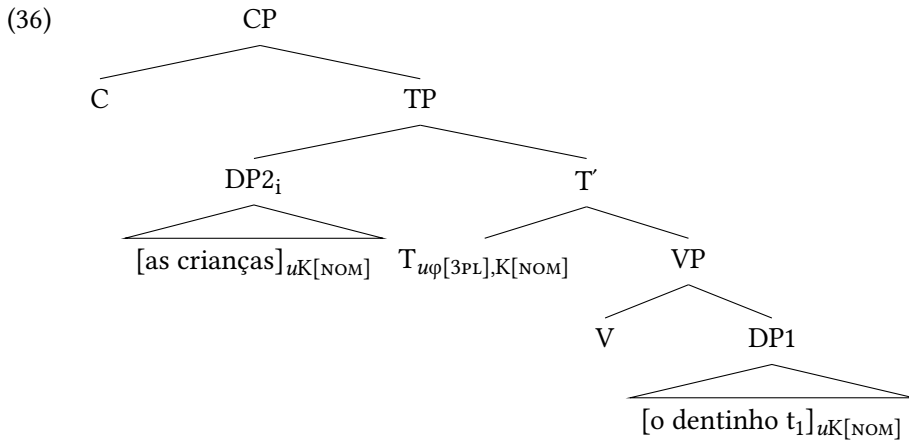 (36) CP
C TP
DP2i T′
[as crianças]uK[NOM] Tuφ[3PL],K[NOM] VP
V DP1
[o dentinho t1]uK[NOM]